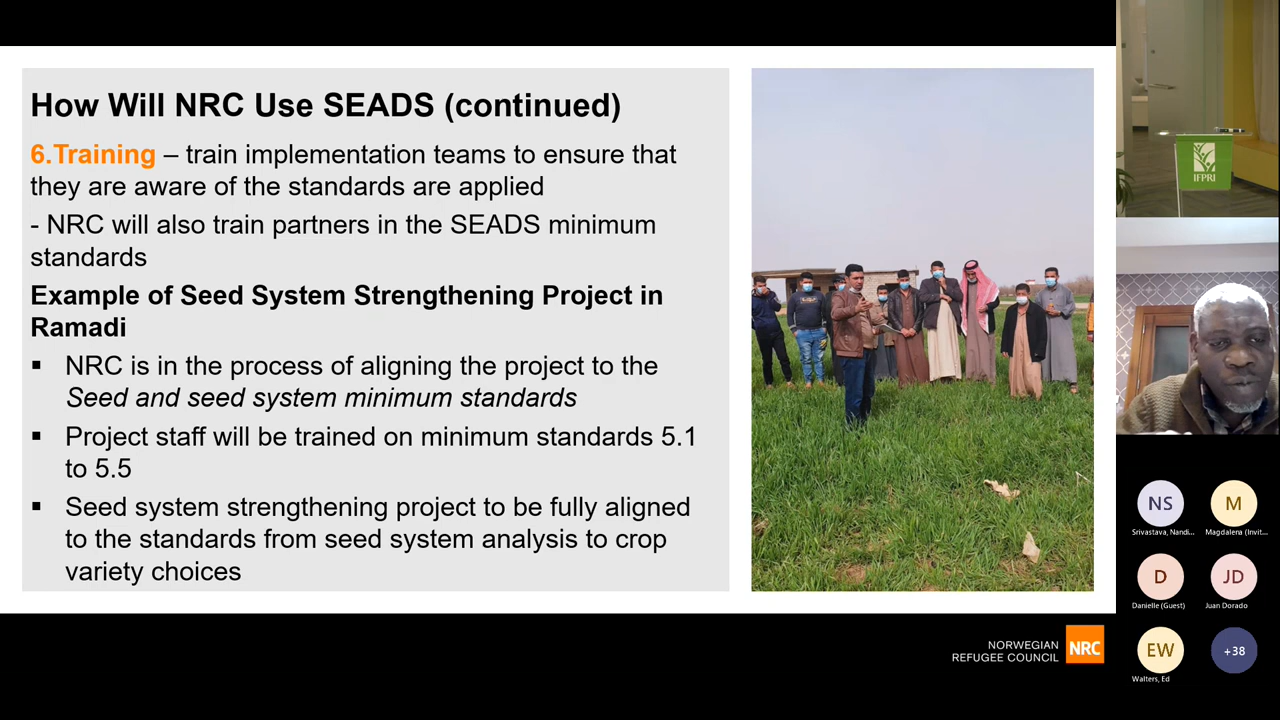 How Will NRC Use SEADS (continued)
6.Training – train implementation teams to ensure that
they are aware of the standards are applied
- NRC will also train partners in the SEADS minimum
standards
Example of Seed System Strengthening Project in
Ramadi
▪ NRC is in the process of aligning the project to the
Seed and seed system minimum standards
▪ Project staff will be trained on minimum standards 5.1
to 5.5
▪ Seed system strengthening project to be fully aligned
to the standards from seed system analysis to crop
variety choices
NORWEGIAN
REFUGEE COUNCIL
NRC
IFPRI
NS
M
Srivastava, Nandi...
Magdalena (Invit...
D
JD
Danielle (Guest)
Juan Dorado
EW
+38
Walters, Ed